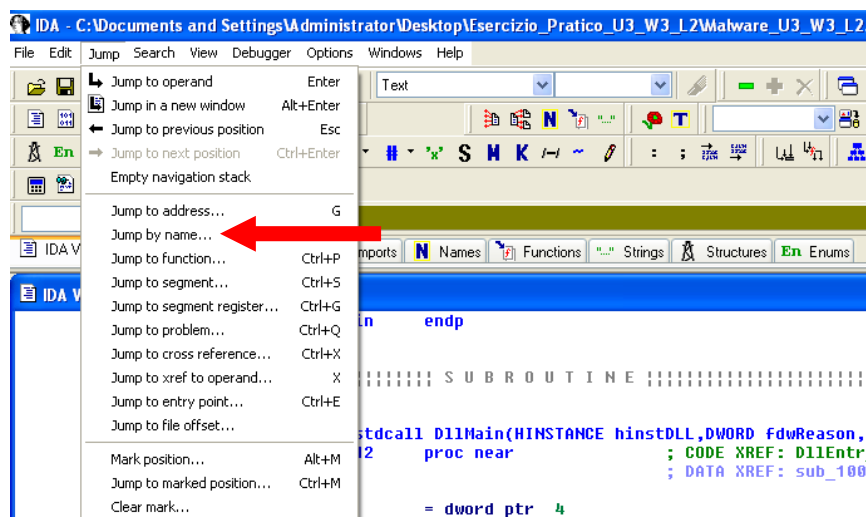 IDA - C:\Documents and Settings\Administrator\Desktop\Esercizio_Pratico_U3_W3_L2\Malware_U3_W3_L2.
File Edit Jump Search View Debugger Options Windows Help
Jump to operand Enter
Text
Jump in a new window Alt+Enter
N
T
Jump to previous position Esc
En
Jump to next position Ctrl+Enter
# 'x' S M K : ;
Empty navigation stack
Jump to address... G
Jump by name...
IDA V
mports N Names Functions "..." Strings Structures En Enums
Jump to function... Ctrl+P
Jump to segment... Ctrl+S
IDA V
Jump to segment register... Ctrl+G
in endp
Jump to problem... Ctrl+Q
Jump to cross reference... Ctrl+X
Jump to xref to operand... X
¦¦¦¦¦¦¦¦ S U B R O U T I N E ¦¦¦¦¦¦¦¦¦¦¦¦¦¦¦¦¦¦¦¦¦¦¦
Jump to entry point... Ctrl+E
Jump to file offset...
stdcall DllMain(HINSTANCE hinstDLL,DWORD fdwReason,
12 proc near ; CODE XREF: DllEntr
Mark position... Alt+M
; DATA XREF: sub_100
Jump to marked position... Ctrl+M
Clear mark...
= dword ptr 4